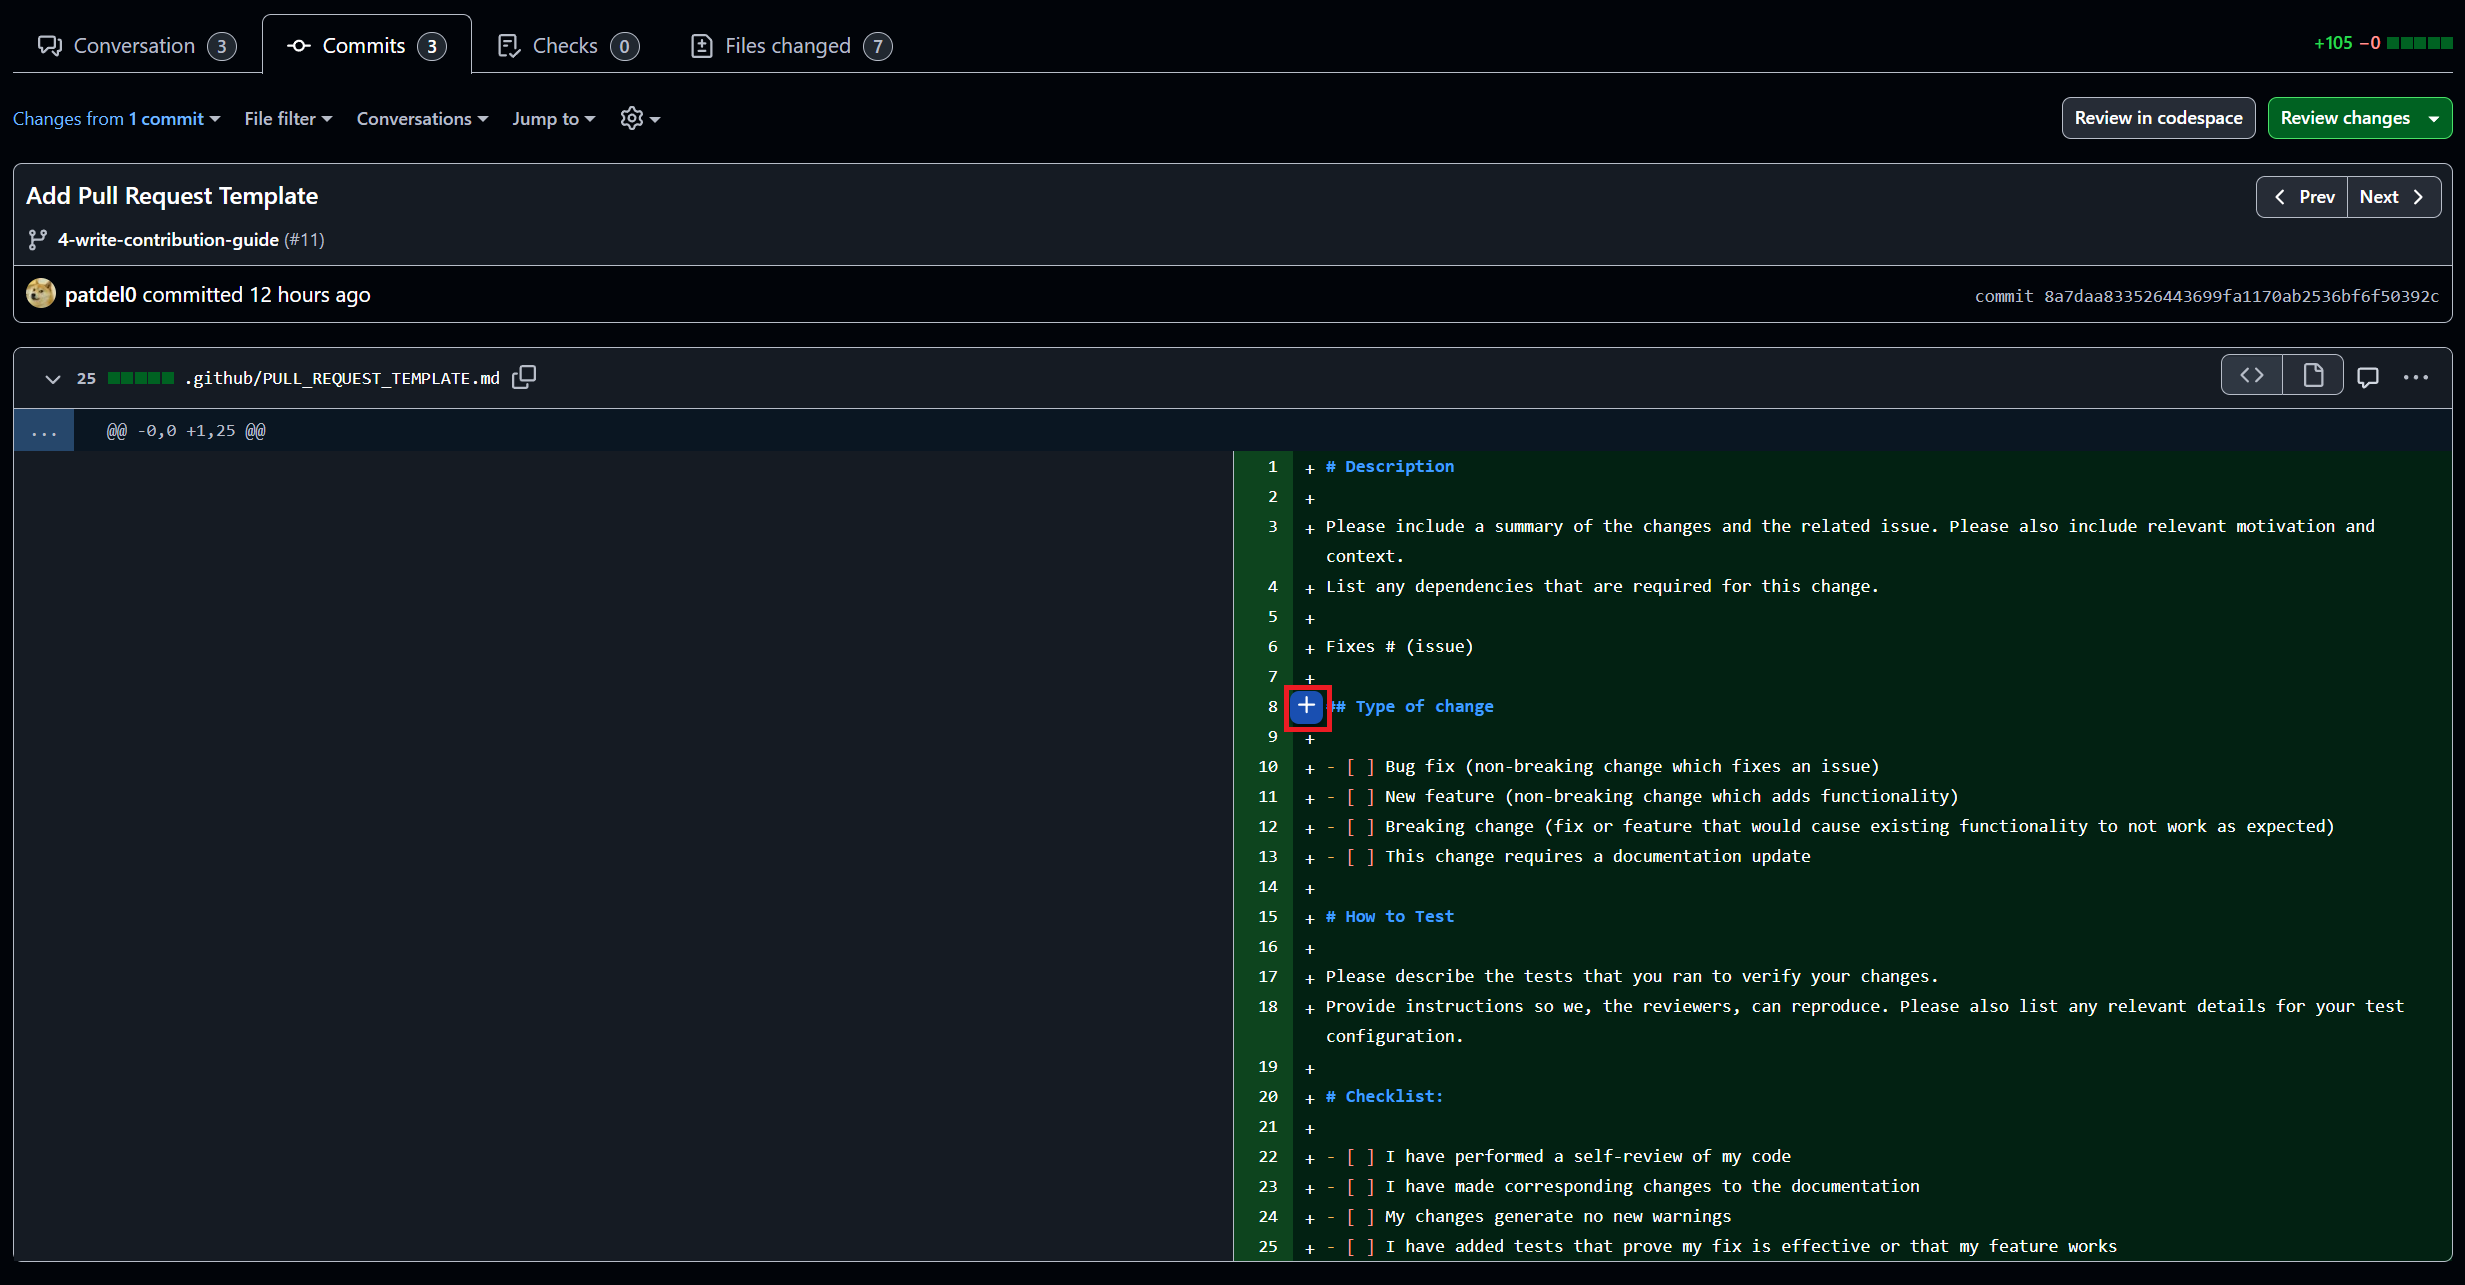 Conversation 3 Commits 3 Checks 0 Files changed 7 +105 −0
Changes from 1 commit File filter Conversations Jump to Review in codespace Review changes
Add Pull Request Template Prev Next
4-write-contribution-guide (#11)
patdel0 committed 12 hours ago commit 8a7daa833526443699fa1170ab2536bf6f50392c
25 .github/PULL_REQUEST_TEMPLATE.md
... @@ -0,0 +1,25 @@
1 + # Description
2 +
3 + Please include a summary of the changes and the related issue. Please also include relevant motivation and
context.
4 + List any dependencies that are required for this change.
5 +
6 + Fixes # (issue)
7 +
8 + ## Type of change
9 +
10 + - [ ] Bug fix (non-breaking change which fixes an issue)
11 + - [ ] New feature (non-breaking change which adds functionality)
12 + - [ ] Breaking change (fix or feature that would cause existing functionality to not work as expected)
13 + - [ ] This change requires a documentation update
14 +
15 + # How to Test
16 +
17 + Please describe the tests that you ran to verify your changes.
18 + Provide instructions so we, the reviewers, can reproduce. Please also list any relevant details for your test
configuration.
19 +
20 + # Checklist:
21 +
22 + - [ ] I have performed a self-review of my code
23 + - [ ] I have made corresponding changes to the documentation
24 + - [ ] My changes generate no new warnings
25 + - [ ] I have added tests that prove my fix is effective or that my feature works